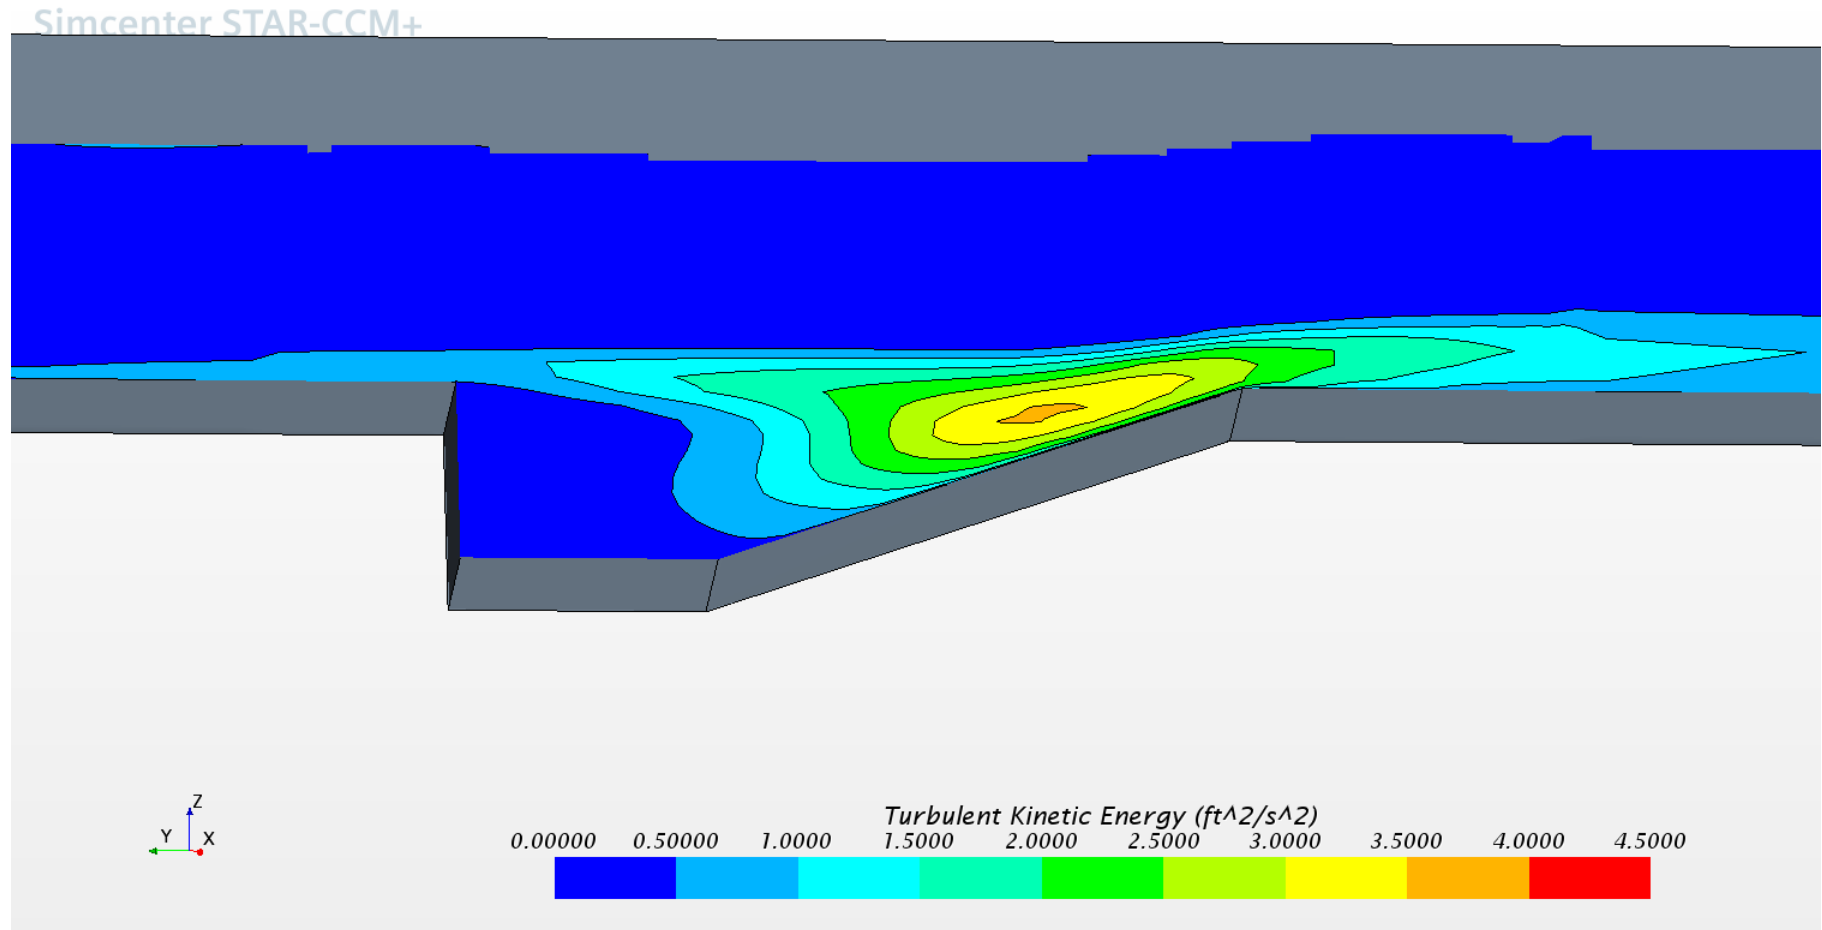 Simcenter STAR-CCM+
Z
Y
X
Turbulent Kinetic Energy (ft^2/s^2)
0.00000 0.50000 1.0000 1.5000 2.0000 2.5000 3.0000 3.5000 4.0000 4.5000